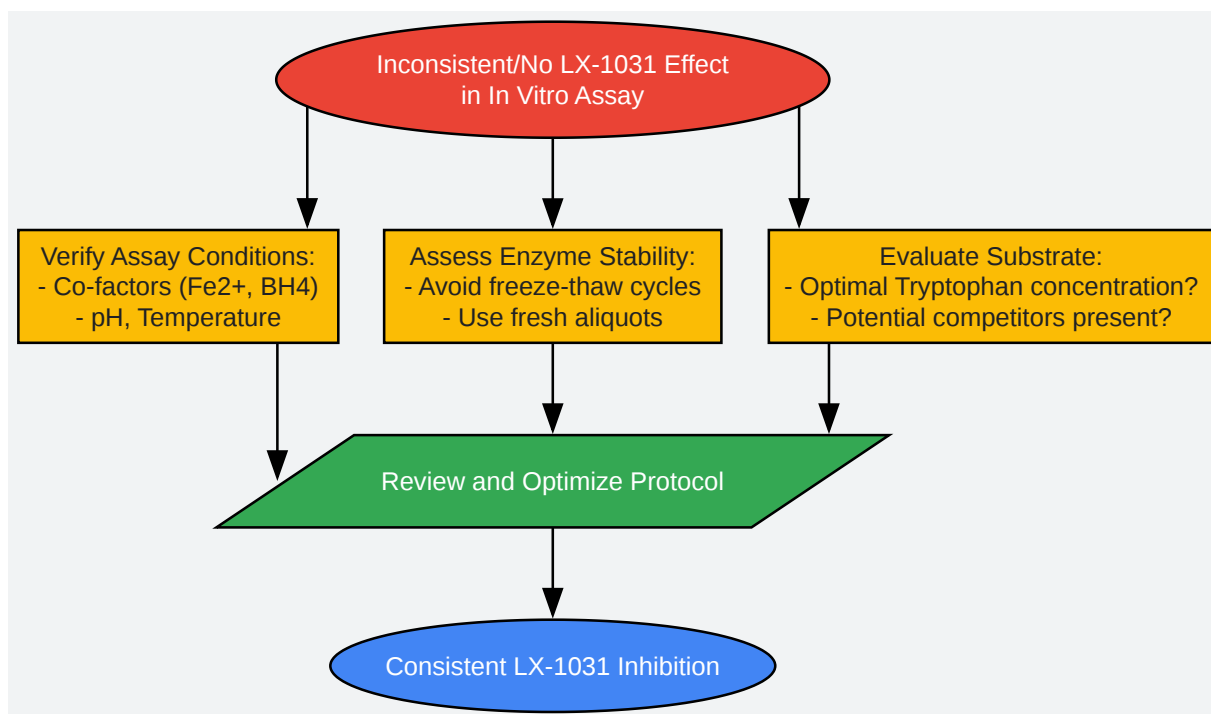 Inconsistent/No LX-1031 Effect
in In Vitro Assay
Verify Assay Conditions:
- Co-factors (Fe2+, BH4)
- pH, Temperature
Assess Enzyme Stability:
- Avoid freeze-thaw cycles
- Use fresh aliquots
Evaluate Substrate:
- Optimal Tryptophan concentration?
- Potential competitors present?
Review and Optimize Protocol
Consistent LX-1031 Inhibition